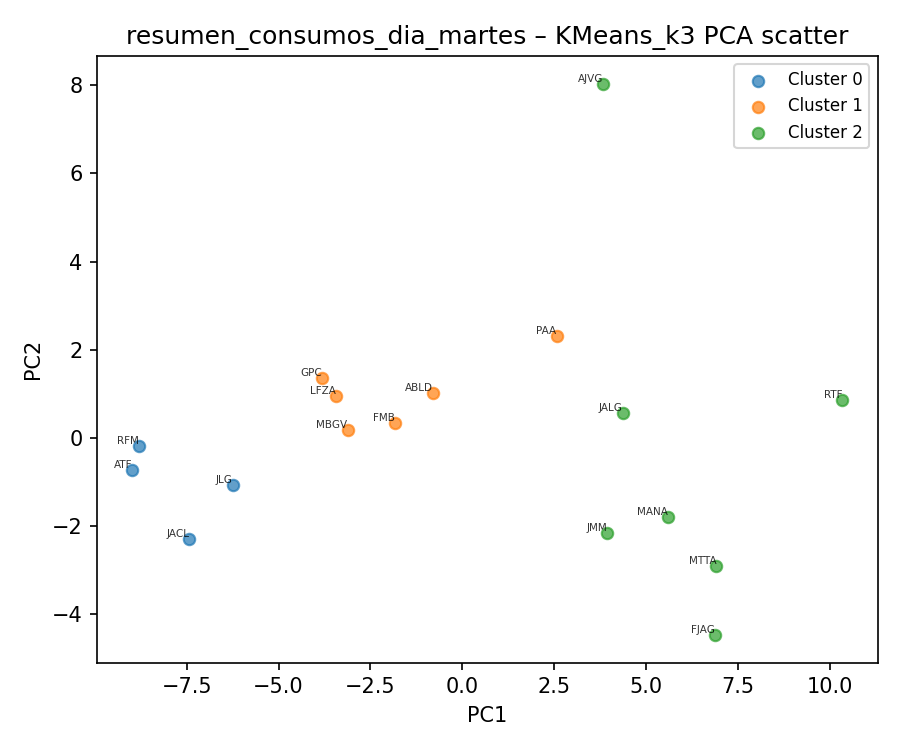 resumen_consumos_dia_martes – KMeans_k3 PCA scatter
Cluster 0
Cluster 1
Cluster 2
8
6
4
2
0
−2
−4
PC2
AJVG
PAA
GPC
LFZA
ABLD
RTF
JALG
FMB
MBGV
RFM
ATF
JLG
MANA
JMM
JACL
MTTA
FJAG
−7.5 −5.0 −2.5 0.0 2.5 5.0 7.5 10.0
PC1